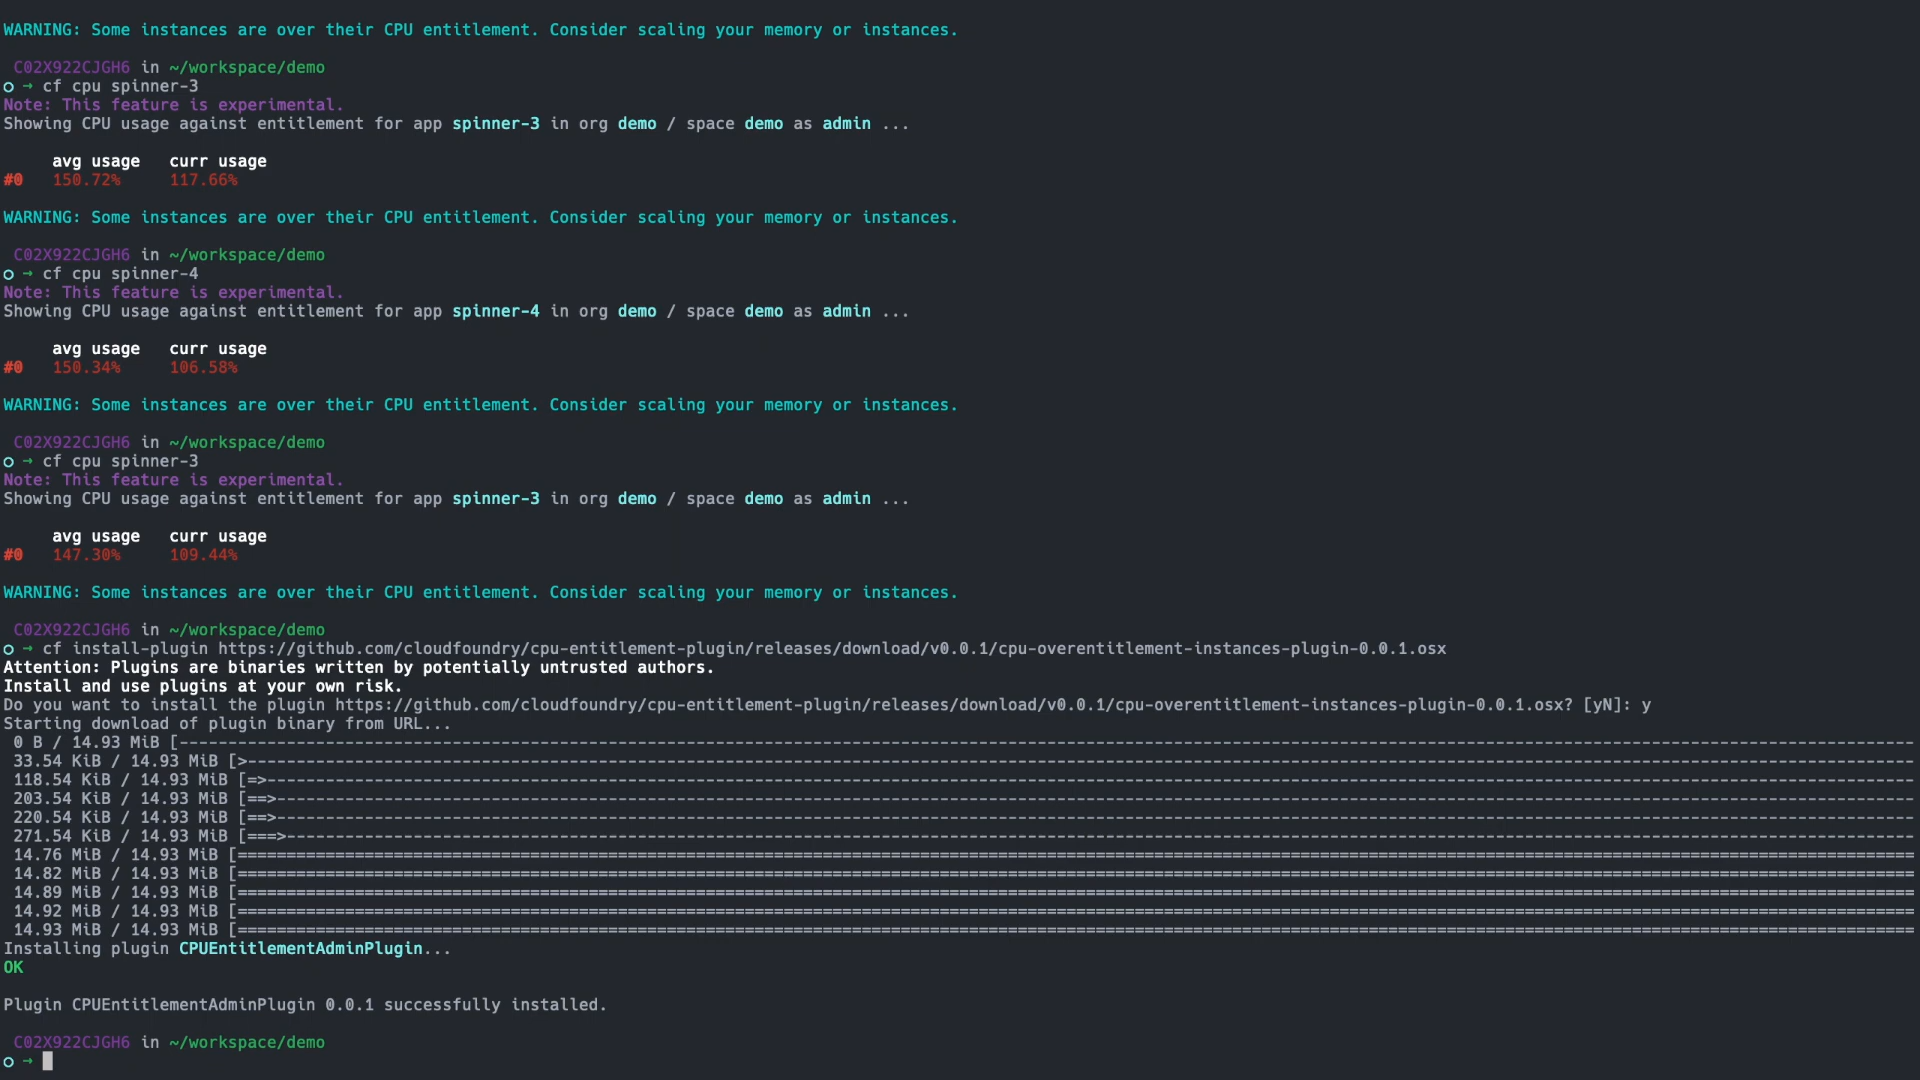 WARNING: Some instances are over their CPU entitlement. Consider scaling your memory or instances.
C02X922CJGH6 in ~/workspace/demo
○ → cf cpu spinner-3
Note: This feature is experimental.
Showing CPU usage against entitlement for app spinner-3 in org demo / space demo as admin ...
avg usage   curr usage
#0   150.72%     117.66%
WARNING: Some instances are over their CPU entitlement. Consider scaling your memory or instances.
C02X922CJGH6 in ~/workspace/demo
○ → cf cpu spinner-4
Note: This feature is experimental.
Showing CPU usage against entitlement for app spinner-4 in org demo / space demo as admin ...
avg usage   curr usage
#0   150.34%     106.58%
WARNING: Some instances are over their CPU entitlement. Consider scaling your memory or instances.
C02X922CJGH6 in ~/workspace/demo
○ → cf cpu spinner-3
Note: This feature is experimental.
Showing CPU usage against entitlement for app spinner-3 in org demo / space demo as admin ...
avg usage   curr usage
#0   147.30%     109.44%
WARNING: Some instances are over their CPU entitlement. Consider scaling your memory or instances.
C02X922CJGH6 in ~/workspace/demo
○ → cf install-plugin https://github.com/cloudfoundry/cpu-entitlement-plugin/releases/download/v0.0.1/cpu-overentitlement-instances-plugin-0.0.1.osx
Attention: Plugins are binaries written by potentially untrusted authors.
Install and use plugins at your own risk.
Do you want to install the plugin https://github.com/cloudfoundry/cpu-entitlement-plugin/releases/download/v0.0.1/cpu-overentitlement-instances-plugin-0.0.1.osx? [yN]: y
Starting download of plugin binary from URL...
0 B / 14.93 MiB [----------
33.54 KiB / 14.93 MiB [>----------
118.54 KiB / 14.93 MiB [=>----------
203.54 KiB / 14.93 MiB [==>----------
220.54 KiB / 14.93 MiB [==>----------
271.54 KiB / 14.93 MiB [===>----------
14.76 MiB / 14.93 MiB [==========
14.82 MiB / 14.93 MiB [==========
14.89 MiB / 14.93 MiB [==========
14.92 MiB / 14.93 MiB [==========
14.93 MiB / 14.93 MiB [==========
Installing plugin CPUEntitlementAdminPlugin...
OK
Plugin CPUEntitlementAdminPlugin 0.0.1 successfully installed.
C02X922CJGH6 in ~/workspace/demo
○ →